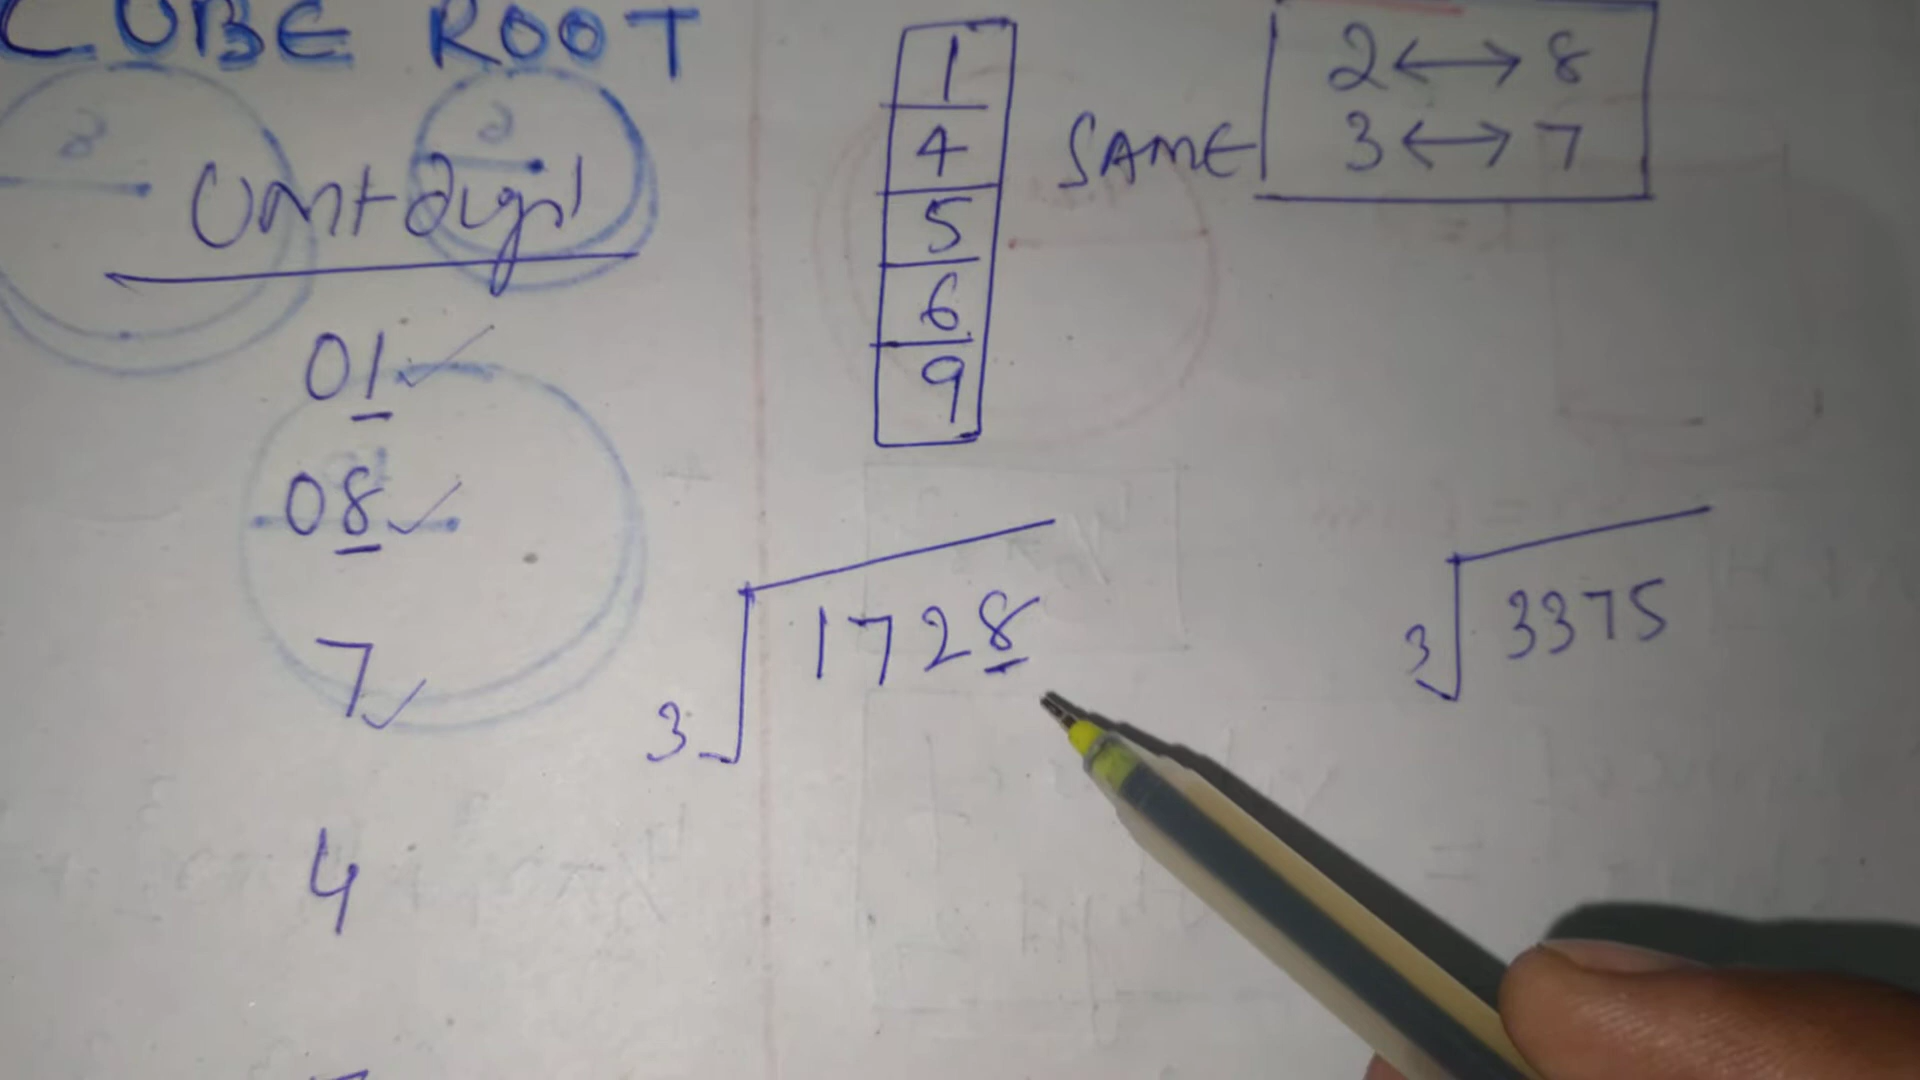 CUBE ROOT
Unit digit
01
08
7
4
1
4
5
6
9
SAME
2 ↔ 8
3 ↔ 7
3√1728
3√3375